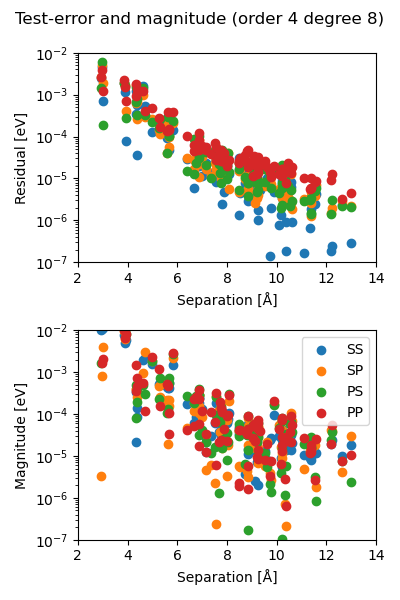 Test-error and magnitude (order 4 degree 8)
10⁻²
10⁻³
10⁻⁴
10⁻⁵
10⁻⁶
10⁻⁷
Residual [eV]
2 4 6 8 10 12 14
Separation [Å]
10⁻²
10⁻³
10⁻⁴
10⁻⁵
10⁻⁶
10⁻⁷
Magnitude [eV]
SS
SP
PS
PP
2 4 6 8 10 12 14
Separation [Å]